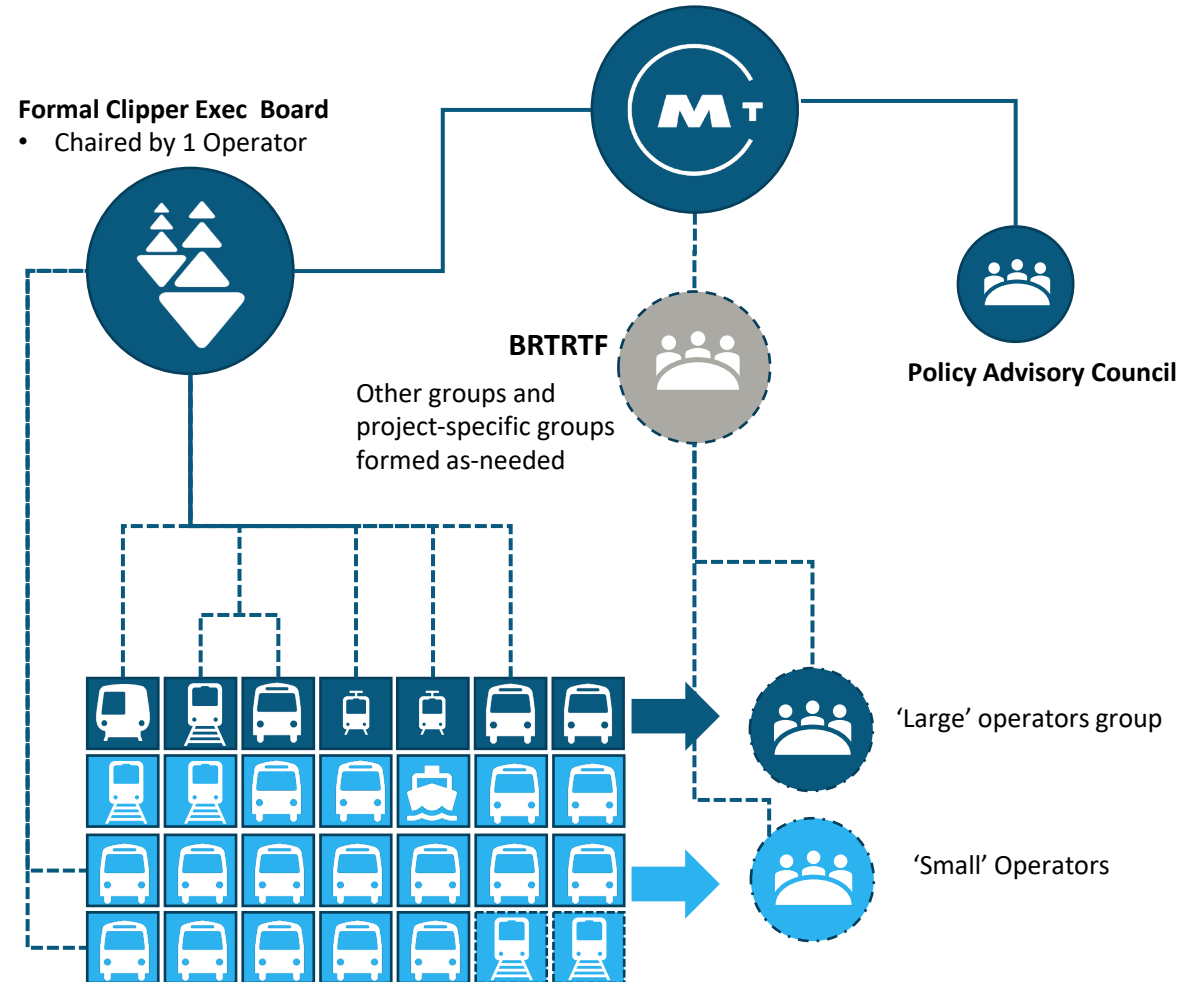 Formal Clipper Exec Board
• Chaired by 1 Operator
MT
BRTRTF
Other groups and
project-specific groups
formed as-needed
Policy Advisory Council
‘Large’ operators group
‘Small’ Operators